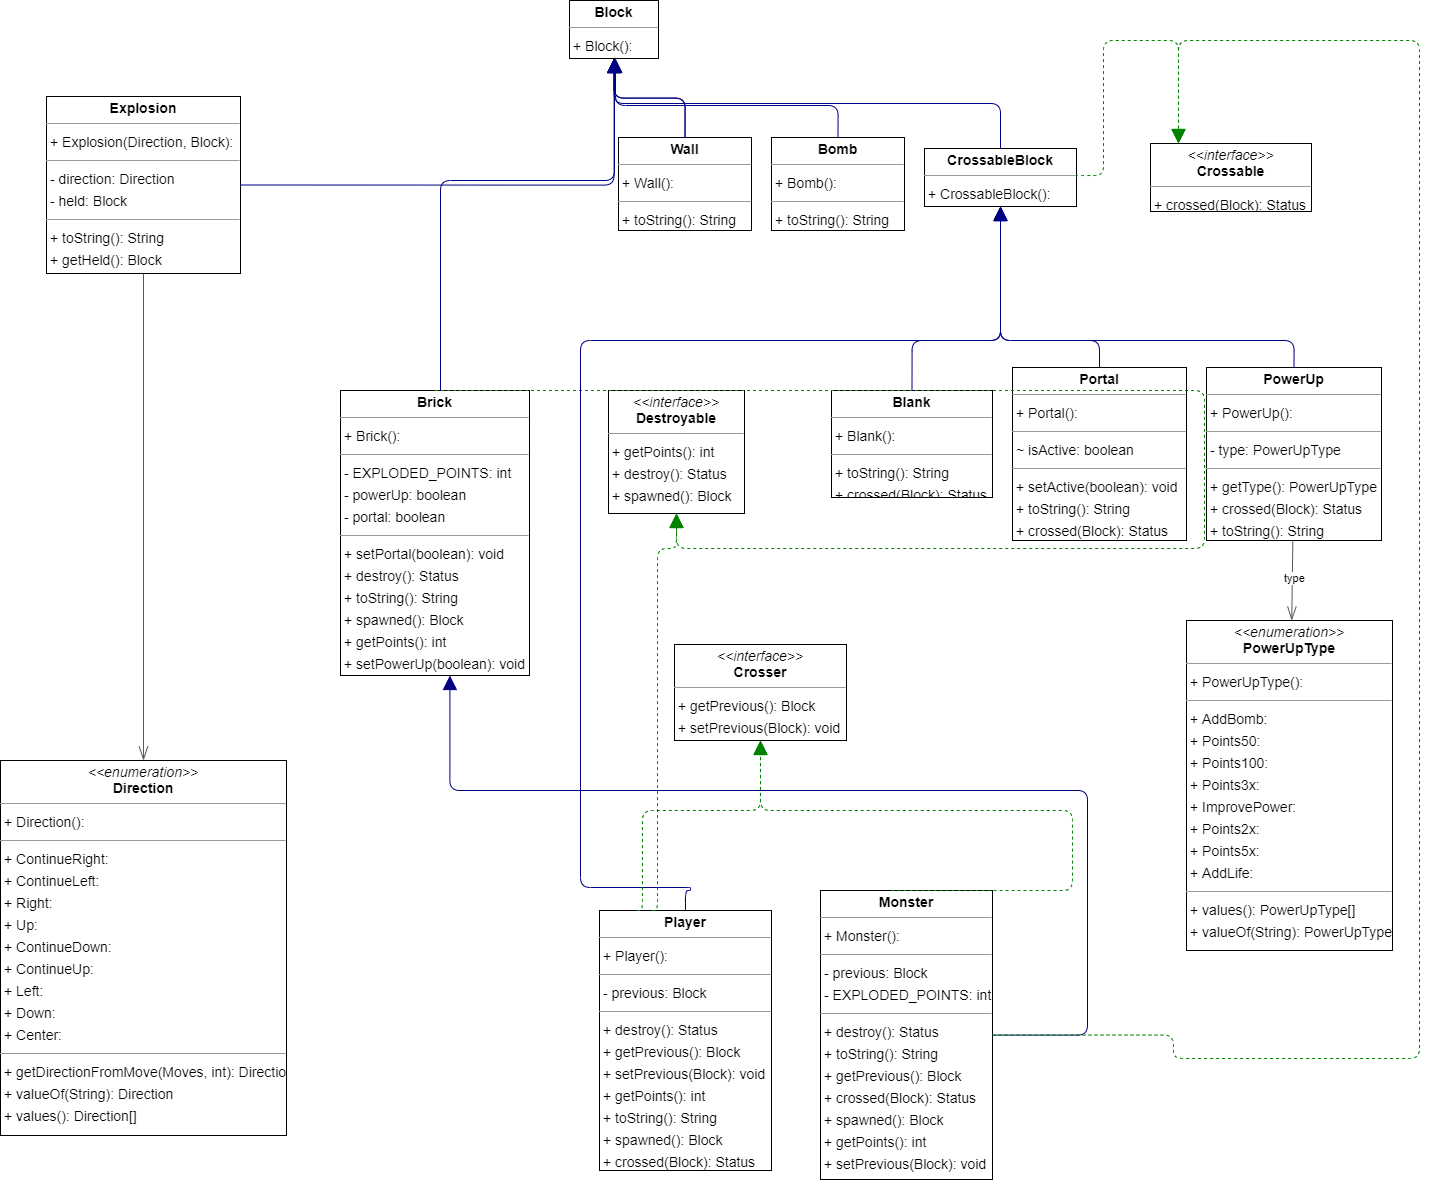 Block
+ Block():
Explosion
+ Explosion(Direction, Block):
- direction: Direction
- held: Block
+ toString(): String
+ getHeld(): Block
Wall
+ Wall():
+ toString(): String
Bomb
+ Bomb():
+ toString(): String
CrossableBlock
+ CrossableBlock():
<<interface>>
Crossable
+ crossed(Block): Status
Brick
+ Brick():
- EXPLODED_POINTS: int
- powerUp: boolean
- portal: boolean
+ setPortal(boolean): void
+ destroy(): Status
+ toString(): String
+ spawned(): Block
+ getPoints(): int
+ setPowerUp(boolean): void
<<interface>>
Destroyable
+ getPoints(): int
+ destroy(): Status
+ spawned(): Block
Blank
+ Blank():
+ toString(): String
+ crossed(Block): Status
Portal
+ Portal():
~ isActive: boolean
+ setActive(boolean): void
+ toString(): String
+ crossed(Block): Status
PowerUp
+ PowerUp():
- type: PowerUpType
+ getType(): PowerUpType
+ crossed(Block): Status
+ toString(): String
type
<<interface>>
Crosser
+ getPrevious(): Block
+ setPrevious(Block): void
<<enumeration>>
PowerUpType
+ PowerUpType():
+ AddBomb:
+ Points50:
+ Points100:
+ Points3x:
+ ImprovePower:
+ Points2x:
+ Points5x:
+ AddLife:
+ values(): PowerUpType[]
+ valueOf(String): PowerUpType
<<enumeration>>
Direction
+ Direction():
+ ContinueRight:
+ ContinueLeft:
+ Right:
+ Up:
+ ContinueDown:
+ ContinueUp:
+ Left:
+ Down:
+ Center:
+ getDirectionFromMove(Moves, int): Directio
+ valueOf(String): Direction
+ values(): Direction[]
Player
+ Player():
- previous: Block
+ destroy(): Status
+ getPrevious(): Block
+ setPrevious(Block): void
+ getPoints(): int
+ toString(): String
+ spawned(): Block
+ crossed(Block): Status
Monster
+ Monster():
- previous: Block
- EXPLODED_POINTS: int
+ destroy(): Status
+ toString(): String
+ getPrevious(): Block
+ crossed(Block): Status
+ spawned(): Block
+ getPoints(): int
+ setPrevious(Block): void